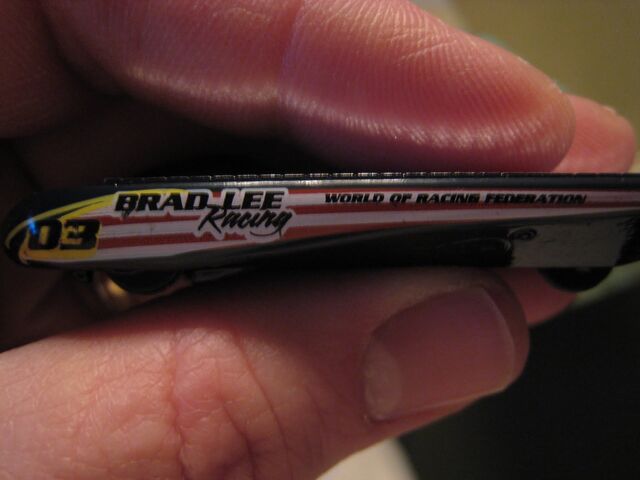 03
BRAD LEE
Racing
WORLD OF RACING FEDERATION